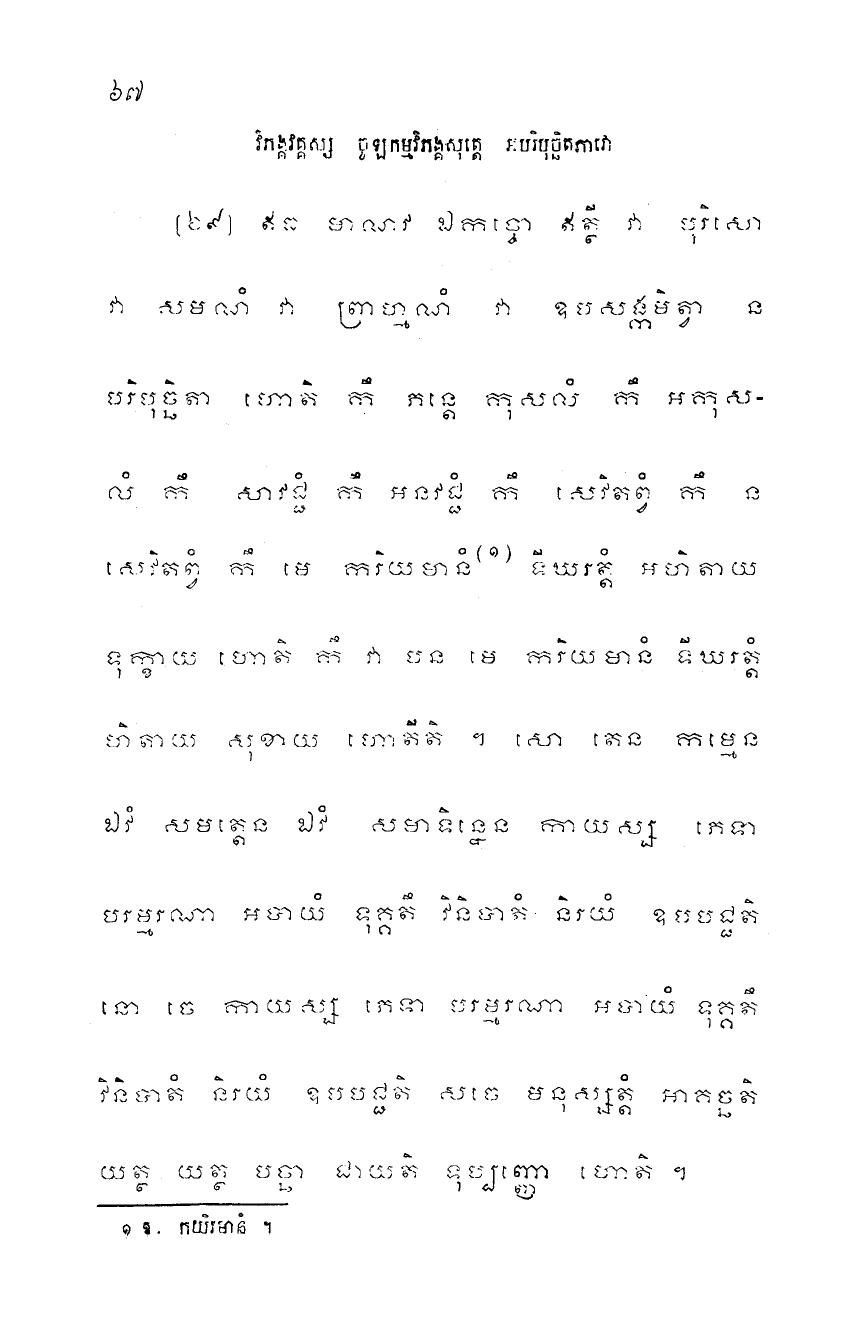 ៦៧
វិភង្គវគ្គស្ស ចូឡកម្មវិភង្គសុត្តេ អបរិបុច្ឆិតភាវោ
[៦៩] ឥធ មាណវ ឯកច្ចោ ឥត្ថី វា បុរិសោ
វា សមណំ វា ព្រាហ្មណំ វា ឧបសង្កមិត្វា ន
បរិបុច្ឆិតា ហោតិ កឹ ភន្តេ កុសលំ កឹ អកុស-
លំ កឹ សាវជ្ជំ កឹ អនវជ្ជំ កឹ សេវិតព្វំ កឹ ន
សេវិតព្វំ កឹ មេ ករិយមានំ(១) ទីឃរត្តំ អហិតាយ
ទុក្ខាយ ហោតិ កឹ វា បន មេ ករិយមានំ ទីឃរត្តំ
ហិតាយ សុខាយ ហោតីតិ ។ សោ តេន កម្មេន
ឯវំ សមត្តេន ឯវំ សមាទិន្នេន កាយស្ស ភេទា
បរម្មរណា អបាយំ ទុគ្គតឹ វិនិបាតំ និរយំ ឧបបជ្ជតិ
នោ ចេ កាយស្ស ភេទា បរម្មរណា អបាយំ ទុគ្គតឹ
វិនិបាតំ និរយំ ឧបបជ្ជតិ សចេ មនុស្សត្តំ អាគច្ឆតិ
យត្ថ យត្ថ បច្ឆា ជាយតិ ទុប្បញ្ញោ ហោតិ ។
១ ឱ. កយិរមានំ ។